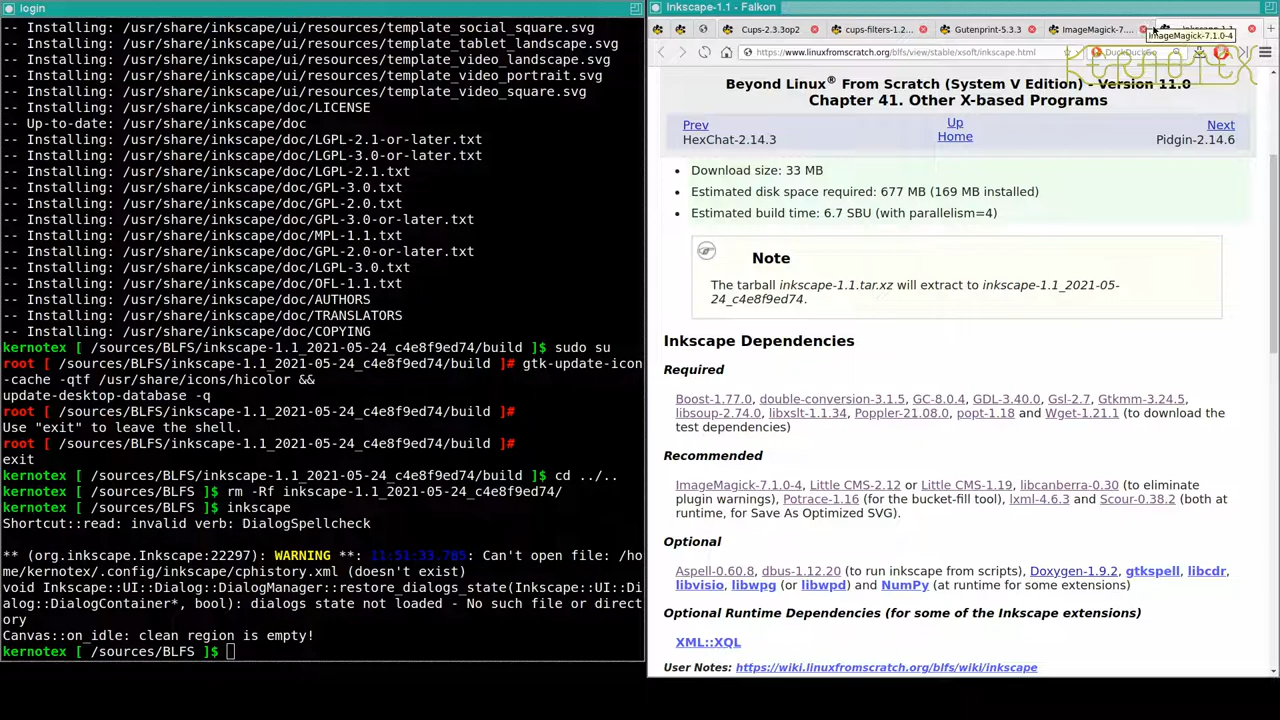 login
-- Installing: /usr/share/inkscape/ui/resources/template_social_square.svg
-- Installing: /usr/share/inkscape/ui/resources/template_tablet_landscape.svg
-- Installing: /usr/share/inkscape/ui/resources/template_video_landscape.svg
-- Installing: /usr/share/inkscape/ui/resources/template_video_portrait.svg
-- Installing: /usr/share/inkscape/ui/resources/template_video_square.svg
-- Installing: /usr/share/inkscape/doc/LICENSE
-- Up-to-date: /usr/share/inkscape/doc
-- Installing: /usr/share/inkscape/doc/LGPL-2.1-or-later.txt
-- Installing: /usr/share/inkscape/doc/LGPL-3.0-or-later.txt
-- Installing: /usr/share/inkscape/doc/LGPL-2.1.txt
-- Installing: /usr/share/inkscape/doc/GPL-3.0.txt
-- Installing: /usr/share/inkscape/doc/GPL-2.0.txt
-- Installing: /usr/share/inkscape/doc/GPL-3.0-or-later.txt
-- Installing: /usr/share/inkscape/doc/MPL-1.1.txt
-- Installing: /usr/share/inkscape/doc/GPL-2.0-or-later.txt
-- Installing: /usr/share/inkscape/doc/LGPL-3.0.txt
-- Installing: /usr/share/inkscape/doc/OFL-1.1.txt
-- Installing: /usr/share/inkscape/doc/AUTHORS
-- Installing: /usr/share/inkscape/doc/TRANSLATORS
-- Installing: /usr/share/inkscape/doc/COPYING
kernotex [ /sources/BLFS/inkscape-1.1_2021-05-24_c4e8f9ed74/build ]$ sudo su
root [ /sources/BLFS/inkscape-1.1_2021-05-24_c4e8f9ed74/build ]# gtk-update-icon
-cache -qtf /usr/share/icons/hicolor &&
update-desktop-database -q
root [ /sources/BLFS/inkscape-1.1_2021-05-24_c4e8f9ed74/build ]#
Use "exit" to leave the shell.
root [ /sources/BLFS/inkscape-1.1_2021-05-24_c4e8f9ed74/build ]#
exit
kernotex [ /sources/BLFS/inkscape-1.1_2021-05-24_c4e8f9ed74/build ]$ cd ../..
kernotex [ /sources/BLFS ]$ rm -Rf inkscape-1.1_2021-05-24_c4e8f9ed74/
kernotex [ /sources/BLFS ]$ inkscape
Shortcut::read: invalid verb: DialogSpellcheck
** (org.inkscape.Inkscape:22297): WARNING **: 11:51:33.785: Can't open file: /ho
me/kernotex/.config/inkscape/cphistory.xml (doesn't exist)
void Inkscape::UI::Dialog::DialogManager::restore_dialogs_state(Inkscape::UI::Di
alog::DialogContainer*, bool): dialogs state not loaded - No such file or direct
ory
Canvas::on_idle: clean region is empty!
kernotex [ /sources/BLFS ]$
Inkscape-1.1 - Falkon
Cups-2.3.3op2
cups-filters-1.2...
Gutenprint-5.3.3
ImageMagick-7....
ImageMagick-7.1.0-4
https://www.linuxfromscratch.org/blfs/view/stable/xsoft/inkscape.html
DuckDuckGo
KERNOTEX
Beyond Linux® From Scratch (System V Edition) - Version 11.0
Chapter 41. Other X-based Programs
Prev
HexChat-2.14.3
Up
Home
Next
Pidgin-2.14.6
Download size: 33 MB
Estimated disk space required: 677 MB (169 MB installed)
Estimated build time: 6.7 SBU (with parallelism=4)
Note
The tarball inkscape-1.1.tar.xz will extract to inkscape-1.1_2021-05-
24_c4e8f9ed74.
Inkscape Dependencies
Required
Boost-1.77.0, double-conversion-3.1.5, GC-8.0.4, GDL-3.40.0, Gsl-2.7, Gtkmm-3.24.5,
libsoup-2.74.0, libxslt-1.1.34, Poppler-21.08.0, popt-1.18 and Wget-1.21.1 (to download the
test dependencies)
Recommended
ImageMagick-7.1.0-4, Little CMS-2.12 or Little CMS-1.19, libcanberra-0.30 (to eliminate
plugin warnings), Potrace-1.16 (for the bucket-fill tool), lxml-4.6.3 and Scour-0.38.2 (both at
runtime, for Save As Optimized SVG).
Optional
Aspell-0.60.8, dbus-1.12.20 (to run inkscape from scripts), Doxygen-1.9.2, gtkspell, libcdr,
libvisio, libwpg (or libwpd) and NumPy (at runtime for some extensions)
Optional Runtime Dependencies (for some of the Inkscape extensions)
XML::XQL
User Notes: https://wiki.linuxfromscratch.org/blfs/wiki/inkscape